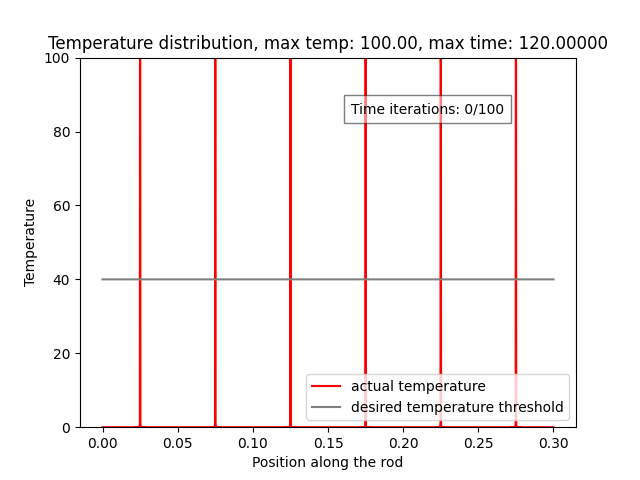 Temperature distribution, max temp: 100.00, max time: 120.00000
100
80
60
40
20
0
Temperature
Time iterations: 0/100
actual temperature
desired temperature threshold
0.00 0.05 0.10 0.15 0.20 0.25 0.30
Position along the rod